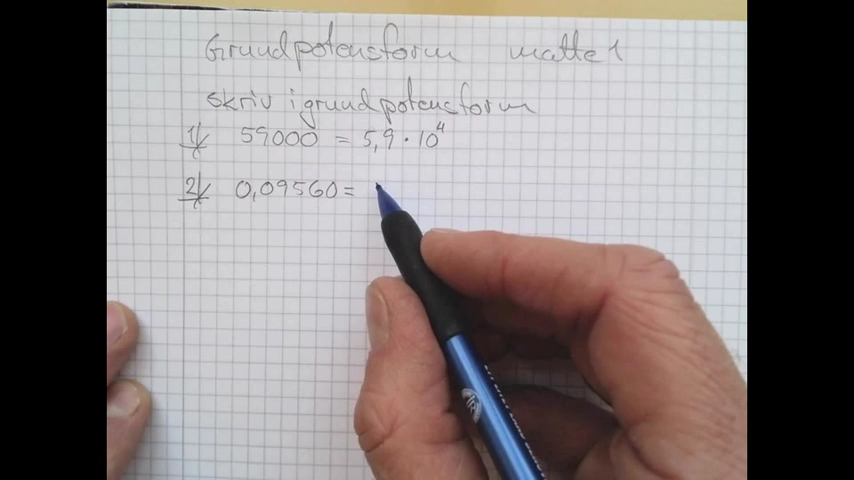 Grundpotensform matte 1
skriv i grundpotensform
1/ 59000 = 5,9 · 10⁴
2/ 0,09560 =